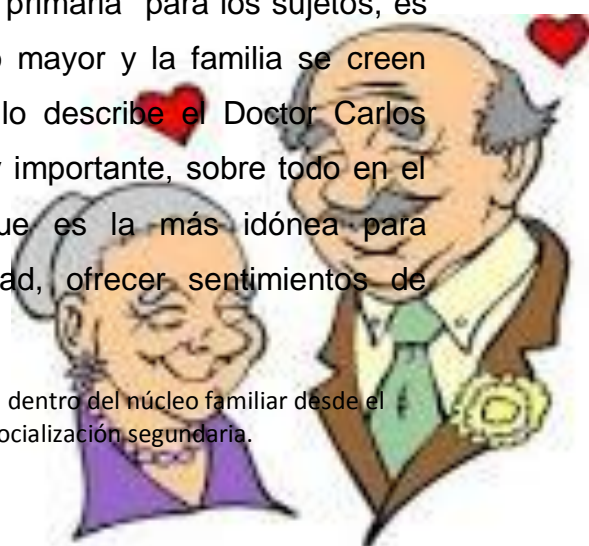 primaria" para los sujetos, es
mayor y la familia se creen
lo describe el Doctor Carlos
importante, sobre todo en el
es la más idónea para
ofrecer sentimientos de
dentro del núcleo familiar desde el
segundaria.